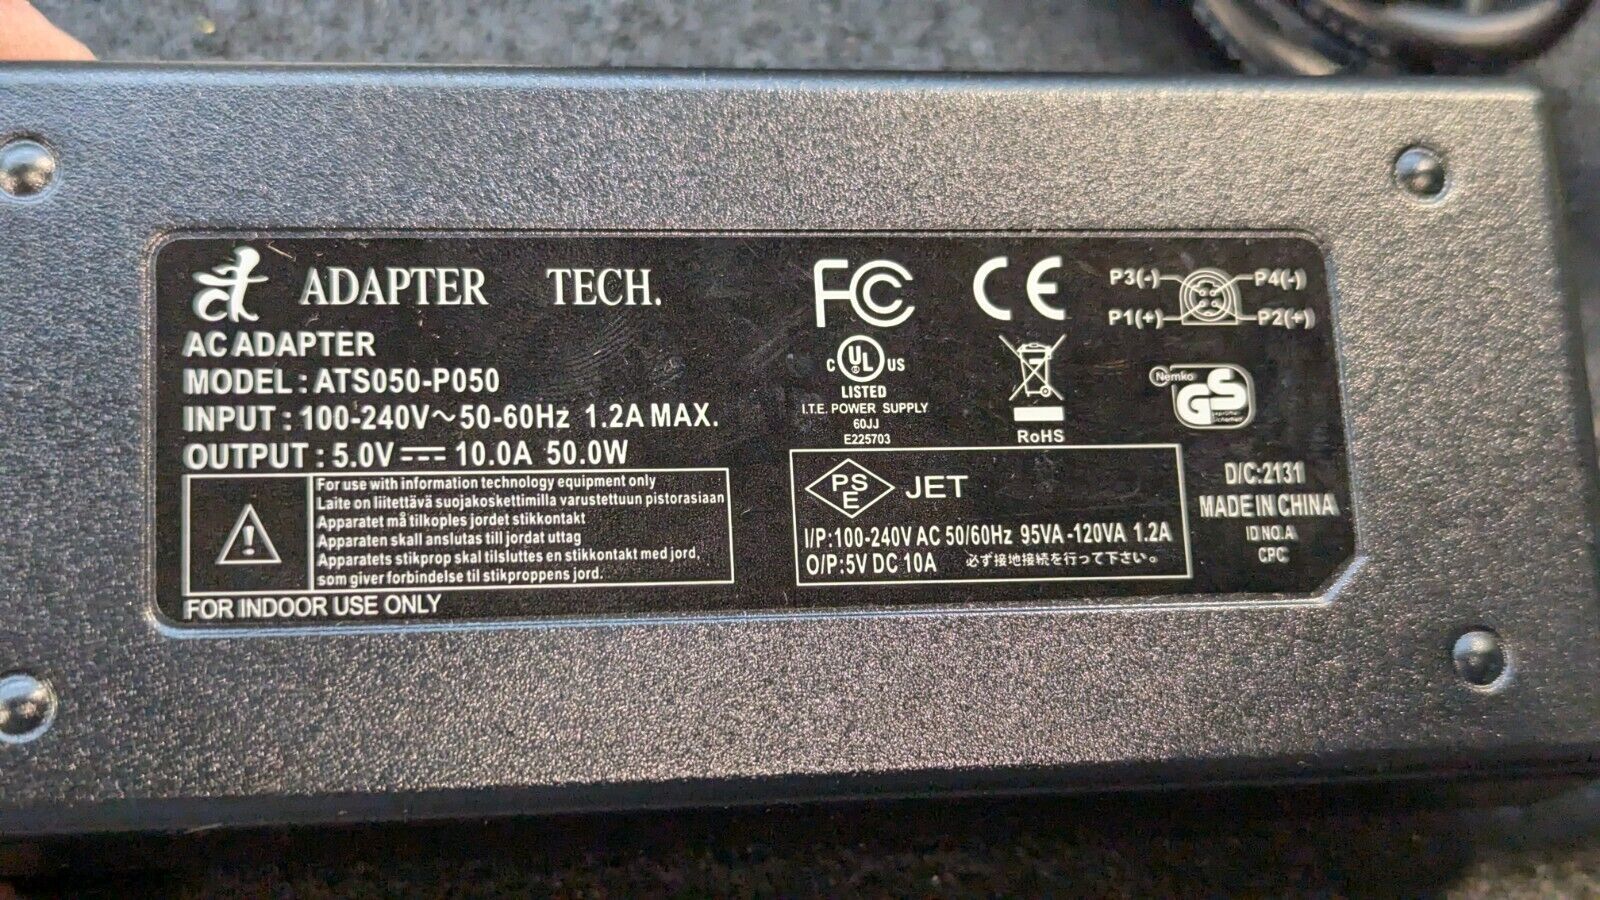 ADAPTER TECH.
AC ADAPTER
MODEL : ATS050-P050
INPUT : 100-240V~50-60Hz 1.2A MAX.
OUTPUT : 5.0V⎓ 10.0A 50.0W
For use with information technology equipment only
Laite on liitettävä suojakoskettimilla varustettuun pistorasiaan
Apparatet må tilkoples jordet stikkontakt
Apparaten skall anslutas till jordat uttag
Apparatets stikprop skal tilsluttes en stikkontakt med jord,
som giver forbindelse til stikproppens jord.
FOR INDOOR USE ONLY
FC CE
P3(-) P4(-)
P1(+) P2(+)
C UL US
LISTED
I.T.E. POWER SUPPLY
60JJ
E225703
RoHS
Nemko
GS
PSE JET
I/P:100-240V AC 50/60Hz 95VA -120VA 1.2A
O/P:5V DC 10A 必ず接地接続を行って下さい。
D/C:2131
MADE IN CHINA
ID NO.A
CPC